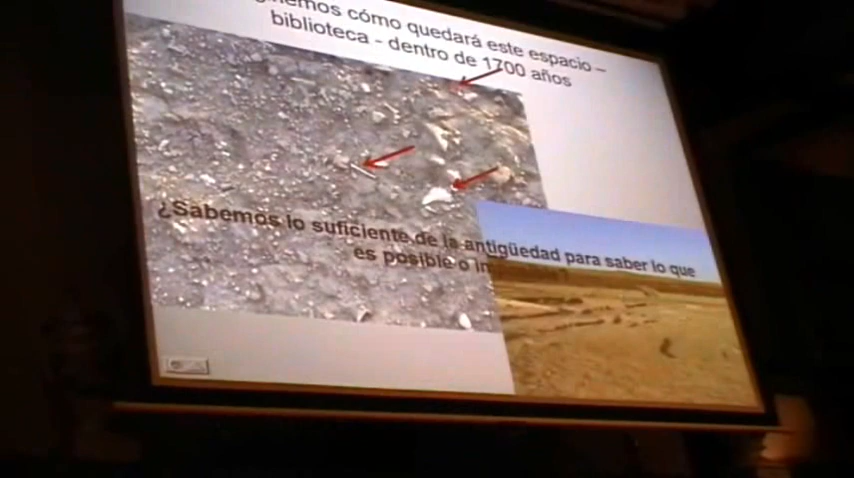 cómo quedará este espacio –
biblioteca - dentro de 1700 años
¿Sabemos lo suficiente de la antigüedad para saber lo que
es posible o